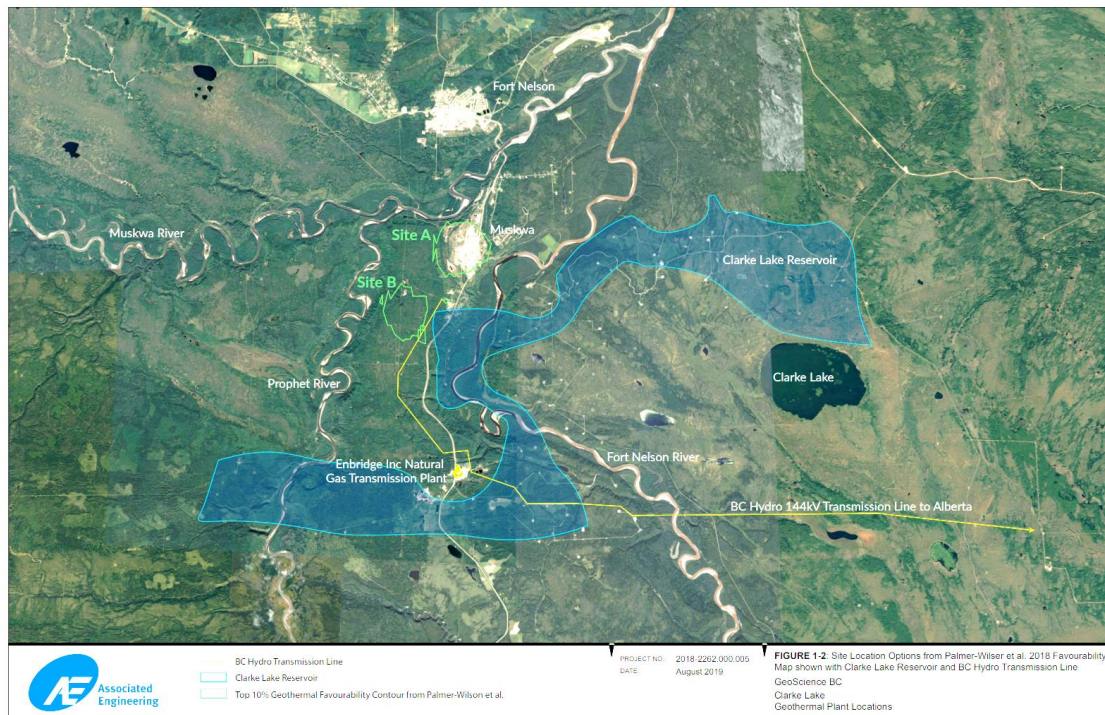 Fort Nelson
Muskwa River
Site A
Muskwa
Clarke Lake Reservoir
Site B
Prophet River
Clarke Lake
Enbridge Inc Natural
Gas Transmission Plant
Fort Nelson River
BC Hydro 144kV Transmission Line to Alberta
AE
Associated
Engineering
BC Hydro Transmission Line
Clarke Lake Reservoir
Top 10% Geothermal Favourability Contour from Palmer-Wilson et al.
PROJECT NO. 2018-2262.000.005
DATE: August 2019
FIGURE 1-2: Site Location Options from Palmer-Wilser et al. 2018 Favourability
Map shown with Clarke Lake Reservoir and BC Hydro Transmission Line
GeoScience BC
Clarke Lake
Geothermal Plant Locations